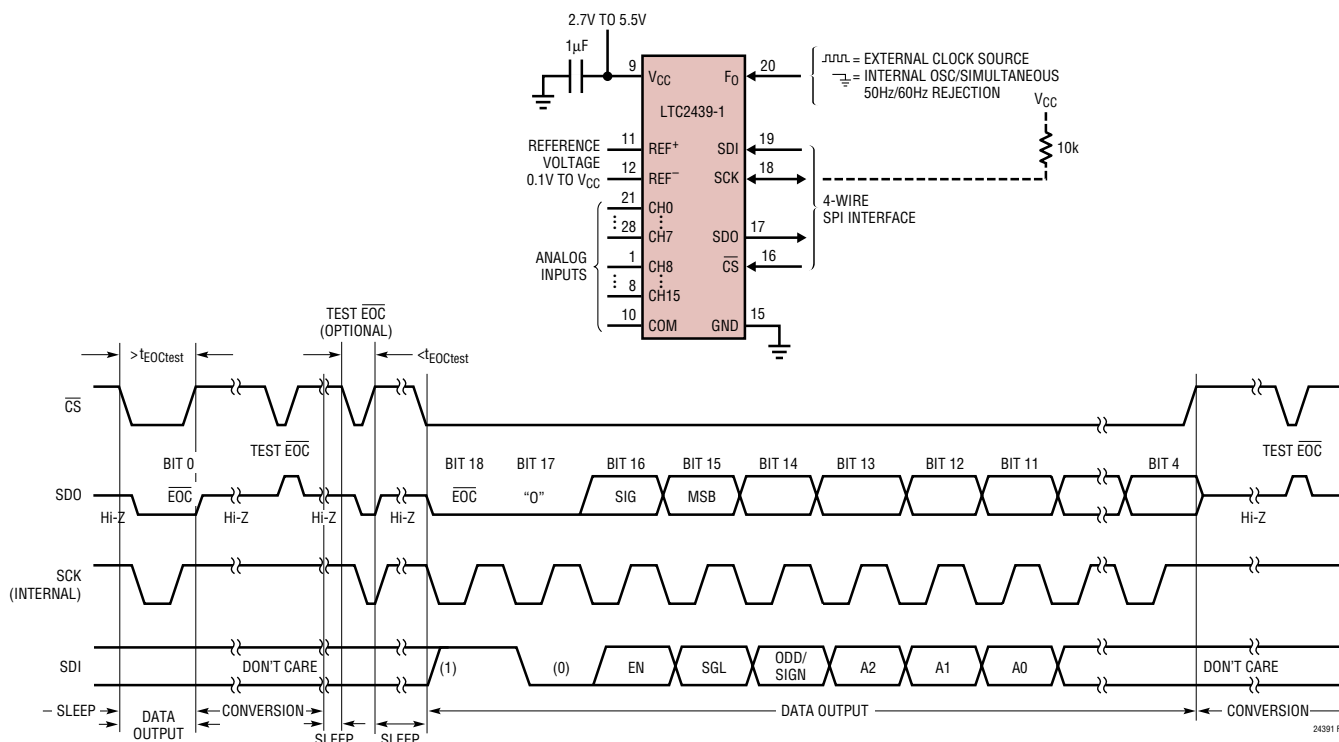 2.7V TO 5.5V
1µF
9
VCC
FO
20
= EXTERNAL CLOCK SOURCE
= INTERNAL OSC/SIMULTANEOUS
50Hz/60Hz REJECTION
VCC
10k
LTC2439-1
REFERENCE
VOLTAGE
0.1V TO VCC
11
REF+
12
REF–
SDI
19
SCK
18
4-WIRE
SPI INTERFACE
ANALOG
INPUTS
21
CH0
28
CH7
1
CH8
8
CH15
10
COM
SDO
17
CS
16
GND
15
TEST EOC
(OPTIONAL)
>tEOCtest
<tEOCtest
CS
TEST EOC
TEST EOC
SDO
BIT 0
BIT 18
BIT 17
BIT 16
BIT 15
BIT 14
BIT 13
BIT 12
BIT 11
BIT 4
EOC
EOC
“0”
SIG
MSB
Hi-Z
Hi-Z
Hi-Z
Hi-Z
Hi-Z
SCK
(INTERNAL)
SDI
DON'T CARE
(1)
(0)
EN
SGL
ODD/
SIGN
A2
A1
A0
DON'T CARE
SLEEP
DATA
OUTPUT
CONVERSION
SLEEP
SLEEP
DATA OUTPUT
CONVERSION
24391 F